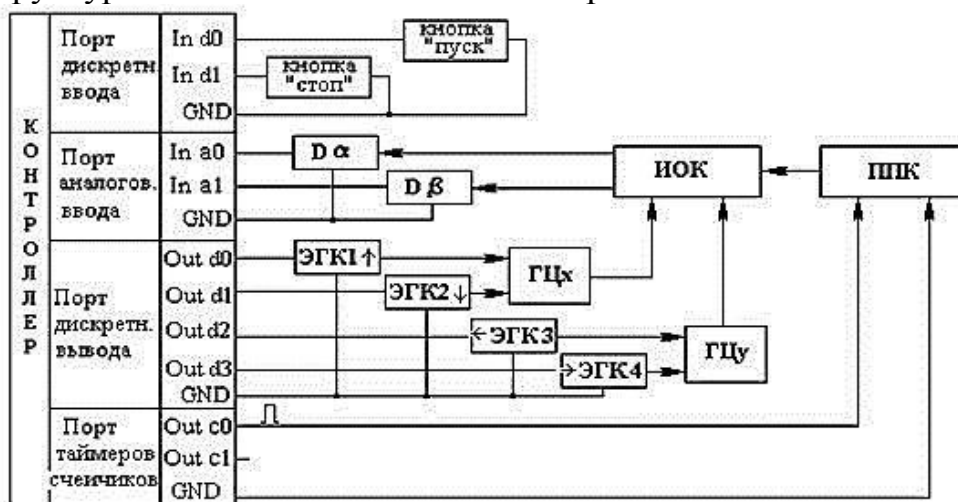 КОНТРОЛЛЕР
Порт
дискретн.
ввода
In d0
In d1
GND
кнопка
"пуск"
кнопка
"стоп"
Порт
аналогов.
ввода
In a0
In a1
GND
D α
D β
ИОК
ППК
Порт
дискретн.
вывода
Out d0
Out d1
Out d2
Out d3
GND
ЭГК1↑
ЭГК2↓
←ЭГК3
→ЭГК4
ГЦх
ГЦу
Порт
таймеров
счеичиков
Out c0
Out c1
GND